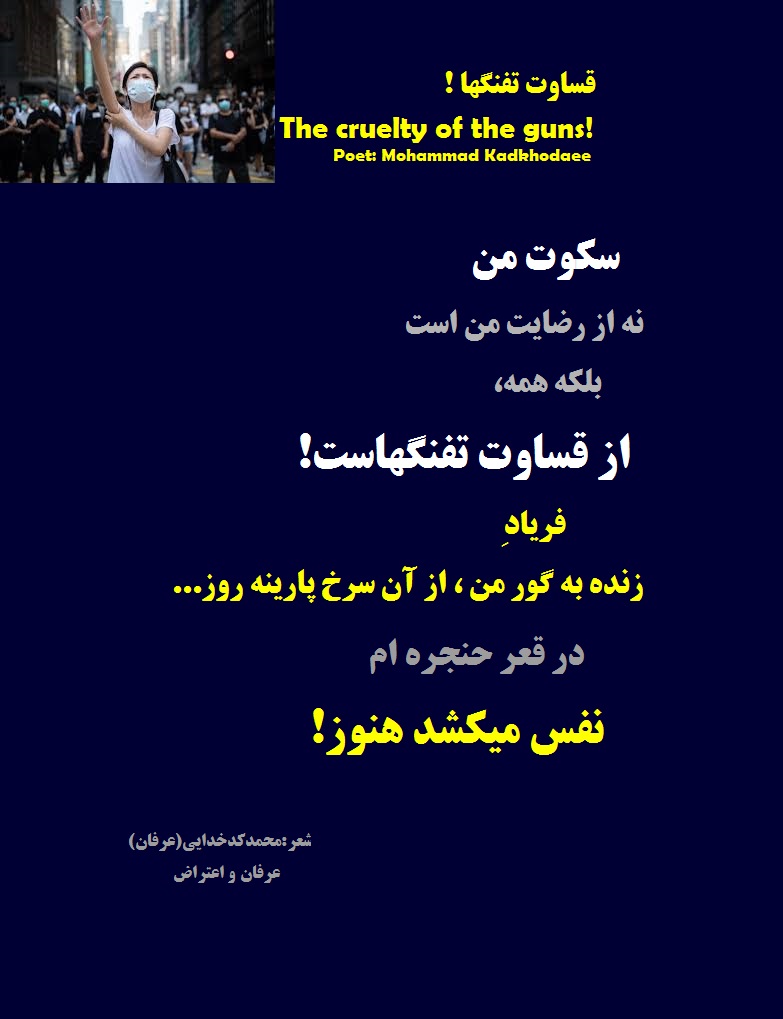 قساوت تفنگها !
The cruelty of the guns!
Poet: Mohammad Kadkhodaee
سکوت من
نه از رضایت من است
بلکه همه،
از قساوت تفنگهاست!
فریادِ
زنده به گور من ، از آن سرخ پارینه روز...
در قعر حنجره ام
نفس میکشد هنوز!
شعر:محمدکدخدایی(عرفان)
عرفان و اعتراض